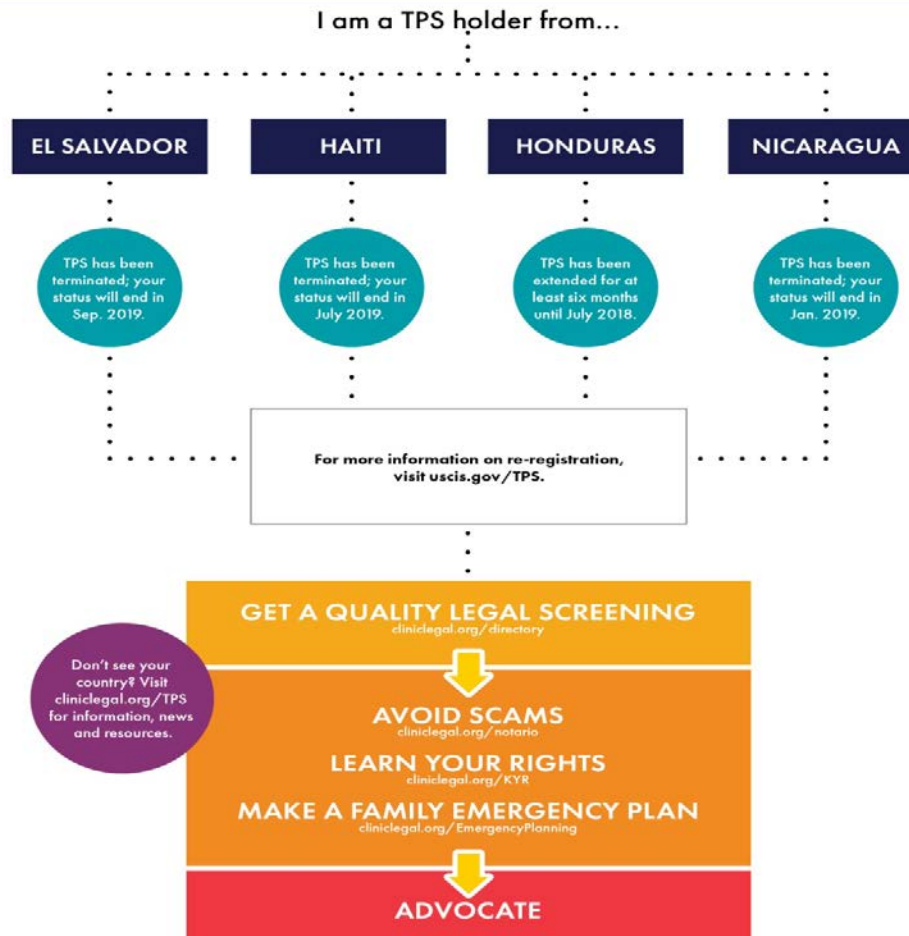 I am a TPS holder from...
EL SALVADOR
HAITI
HONDURAS
NICARAGUA
TPS has been
terminated; your
status will end in
Sep. 2019.
TPS has been
terminated; your
status will end in
July 2019.
TPS has been
extended for at
least six months
until July 2018.
TPS has been
terminated; your
status will end in
Jan. 2019.
For more information on re-registration,
visit uscis.gov/TPS.
GET A QUALITY LEGAL SCREENING
cliniclegal.org/directory
Don't see your
country? Visit
cliniclegal.org/TPS
for information, news
and resources.
AVOID SCAMS
cliniclegal.org/notario
LEARN YOUR RIGHTS
cliniclegal.org/KYR
MAKE A FAMILY EMERGENCY PLAN
cliniclegal.org/EmergencyPlanning
ADVOCATE